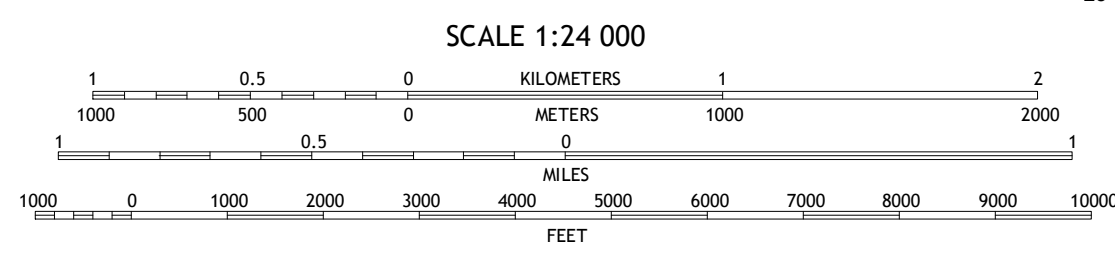 SCALE 1:24 000
1 0.5 0 KILOMETERS 1 2
1000 500 0 METERS 1000 2000
1 0.5 0 1
MILES
1000 0 1000 2000 3000 4000 5000 6000 7000 8000 9000 10000
FEET